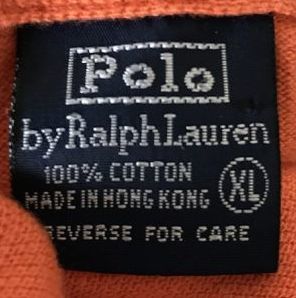 Polo
by Ralph Lauren
100% COTTON
MADE IN HONG KONG
XL
REVERSE FOR CARE